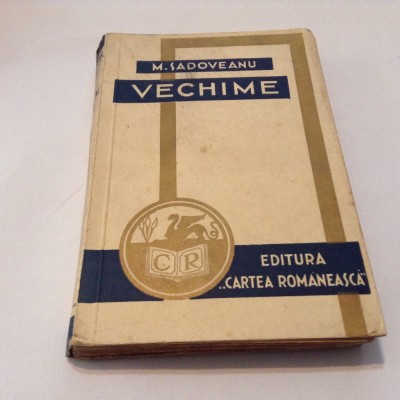 M. SADOVEANU
VECHIME
C R
EDITURA
„CARTEA ROMÂNEASCĂ"